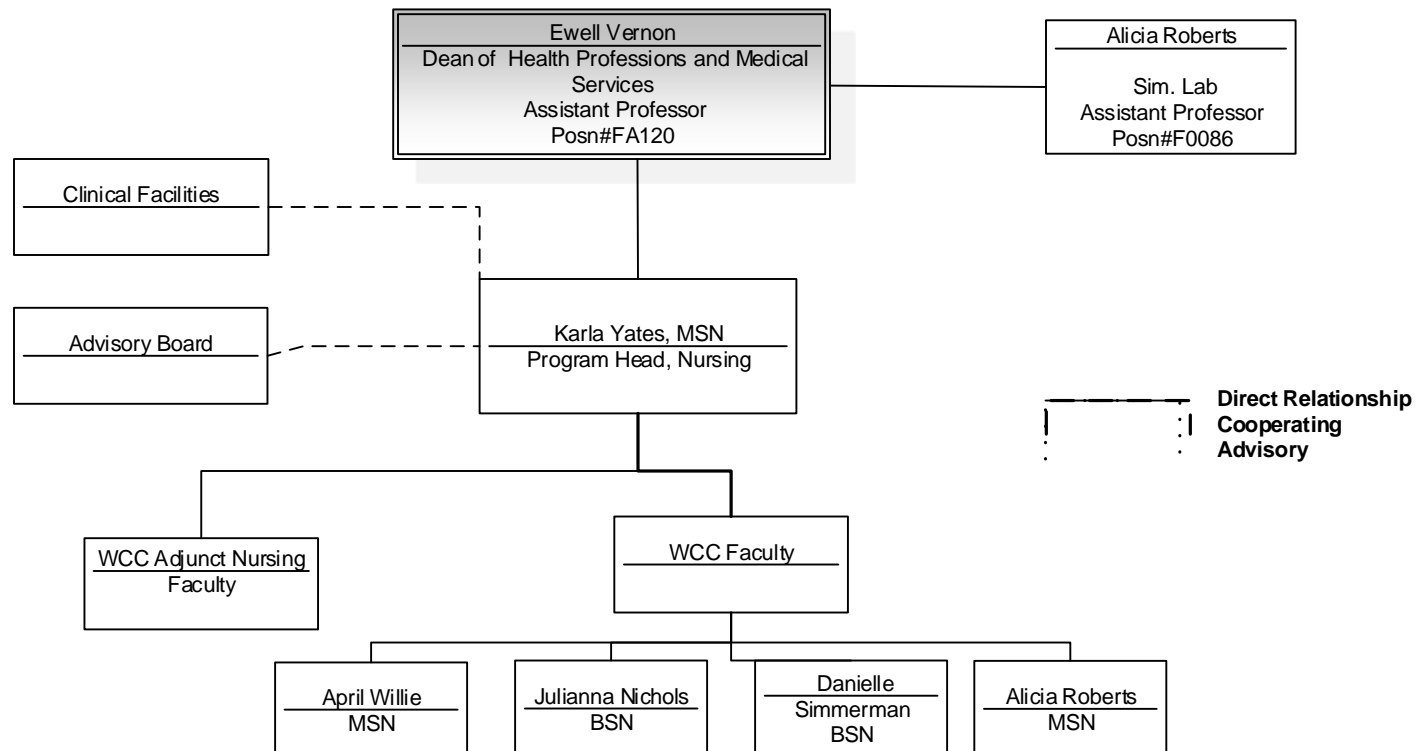 Ewell Vernon
Dean of Health Professions and Medical
Services
Assistant Professor
Posn#FA120
Alicia Roberts
Sim. Lab
Assistant Professor
Posn#F0086
Clinical Facilities
Advisory Board
Karla Yates, MSN
Program Head, Nursing
Direct Relationship
Cooperating
Advisory
WCC Adjunct Nursing
Faculty
WCC Faculty
April Willie
MSN
Julianna Nichols
BSN
Danielle
Simmerman
BSN
Alicia Roberts
MSN